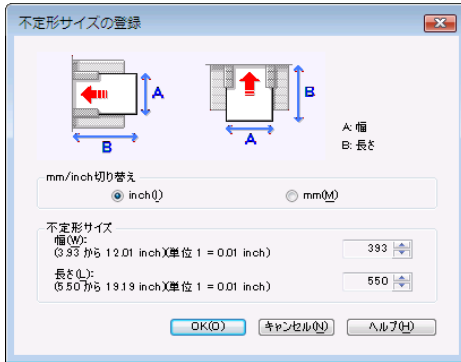 不定形サイズの登録
A
B
B
A
A: 幅
B: 長さ
mm/inch切り替え
inch(I)
mm(M)
不定形サイズ
幅(W):
(3.93 から 12.01 inch)(単位 1 = 0.01 inch)
393
長さ(L):
(5.50 から 19.19 inch)(単位 1 = 0.01 inch)
550
OK(O)
キャンセル(N)
ヘルプ(H)